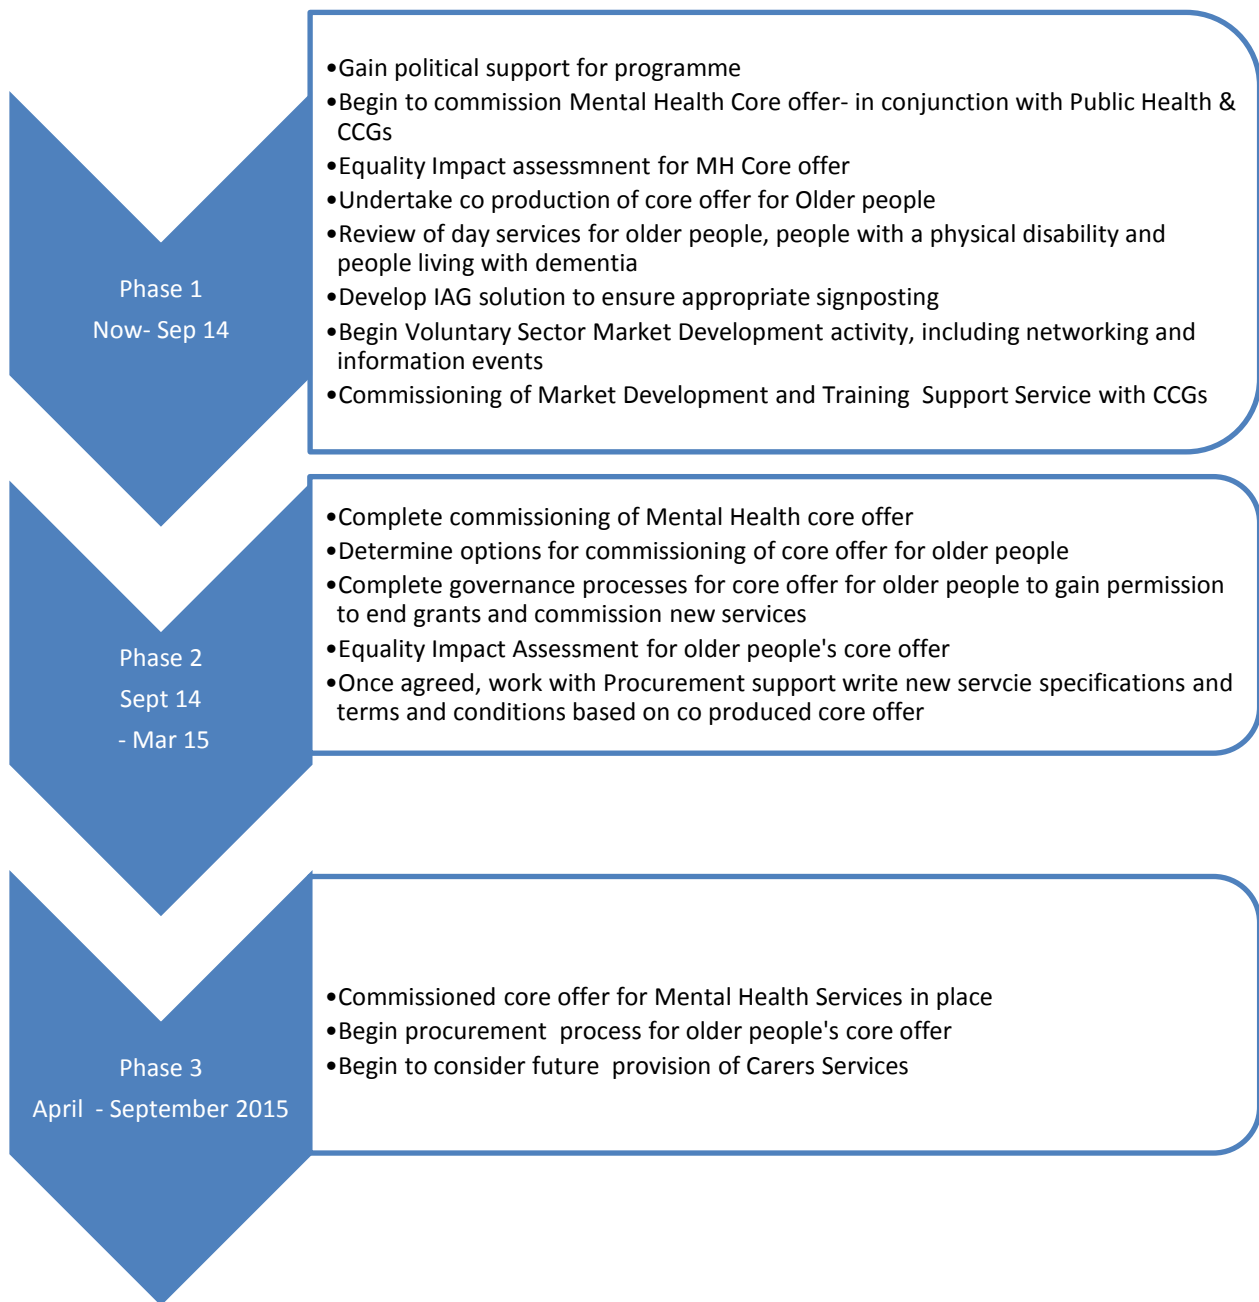 Phase 1
Now- Sep 14
•Gain political support for programme
•Begin to commission Mental Health Core offer- in conjunction with Public Health &
CCGs
•Equality Impact assessmnent for MH Core offer
•Undertake co production of core offer for Older people
•Review of day services for older people, people with a physical disability and
people living with dementia
•Develop IAG solution to ensure appropriate signposting
•Begin Voluntary Sector Market Development activity, including networking and
information events
•Commissioning of Market Development and Training  Support Service with CCGs
Phase 2
Sept 14
- Mar 15
•Complete commissioning of Mental Health core offer
•Determine options for commissioning of core offer for older people
•Complete governance processes for core offer for older people to gain permission
to end grants and commission new services
•Equality Impact Assessment for older people's core offer
•Once agreed, work with Procurement support write new servcie specifications and
terms and conditions based on co produced core offer
Phase 3
April  - September 2015
•Commissioned core offer for Mental Health Services in place
•Begin procurement  process for older people's core offer
•Begin to consider future  provision of Carers Services